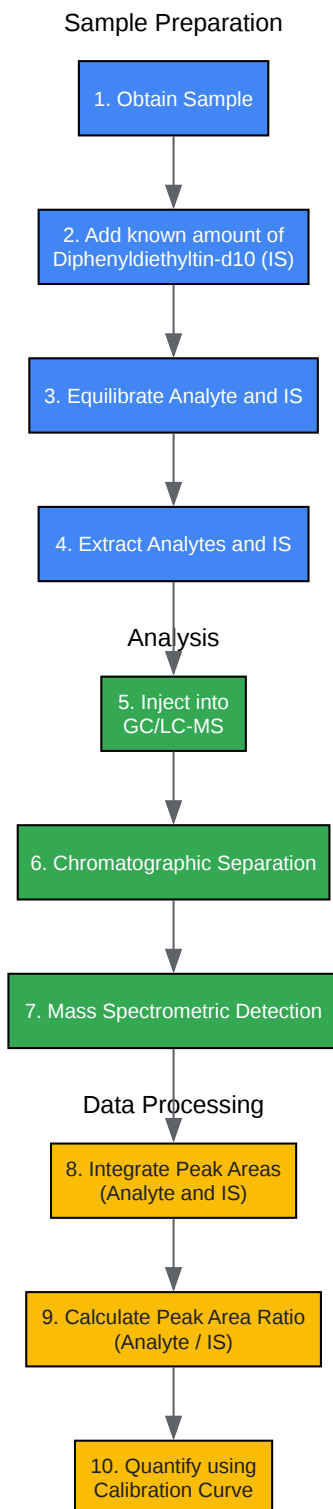 Sample Preparation
1. Obtain Sample
2. Add known amount of
Diphenyldiethyltin-d10 (IS)
3. Equilibrate Analyte and IS
4. Extract Analytes and IS
Analysis
5. Inject into
GC/LC-MS
6. Chromatographic Separation
7. Mass Spectrometric Detection
Data Processing
8. Integrate Peak Areas
(Analyte and IS)
9. Calculate Peak Area Ratio
(Analyte / IS)
10. Quantify using
Calibration Curve